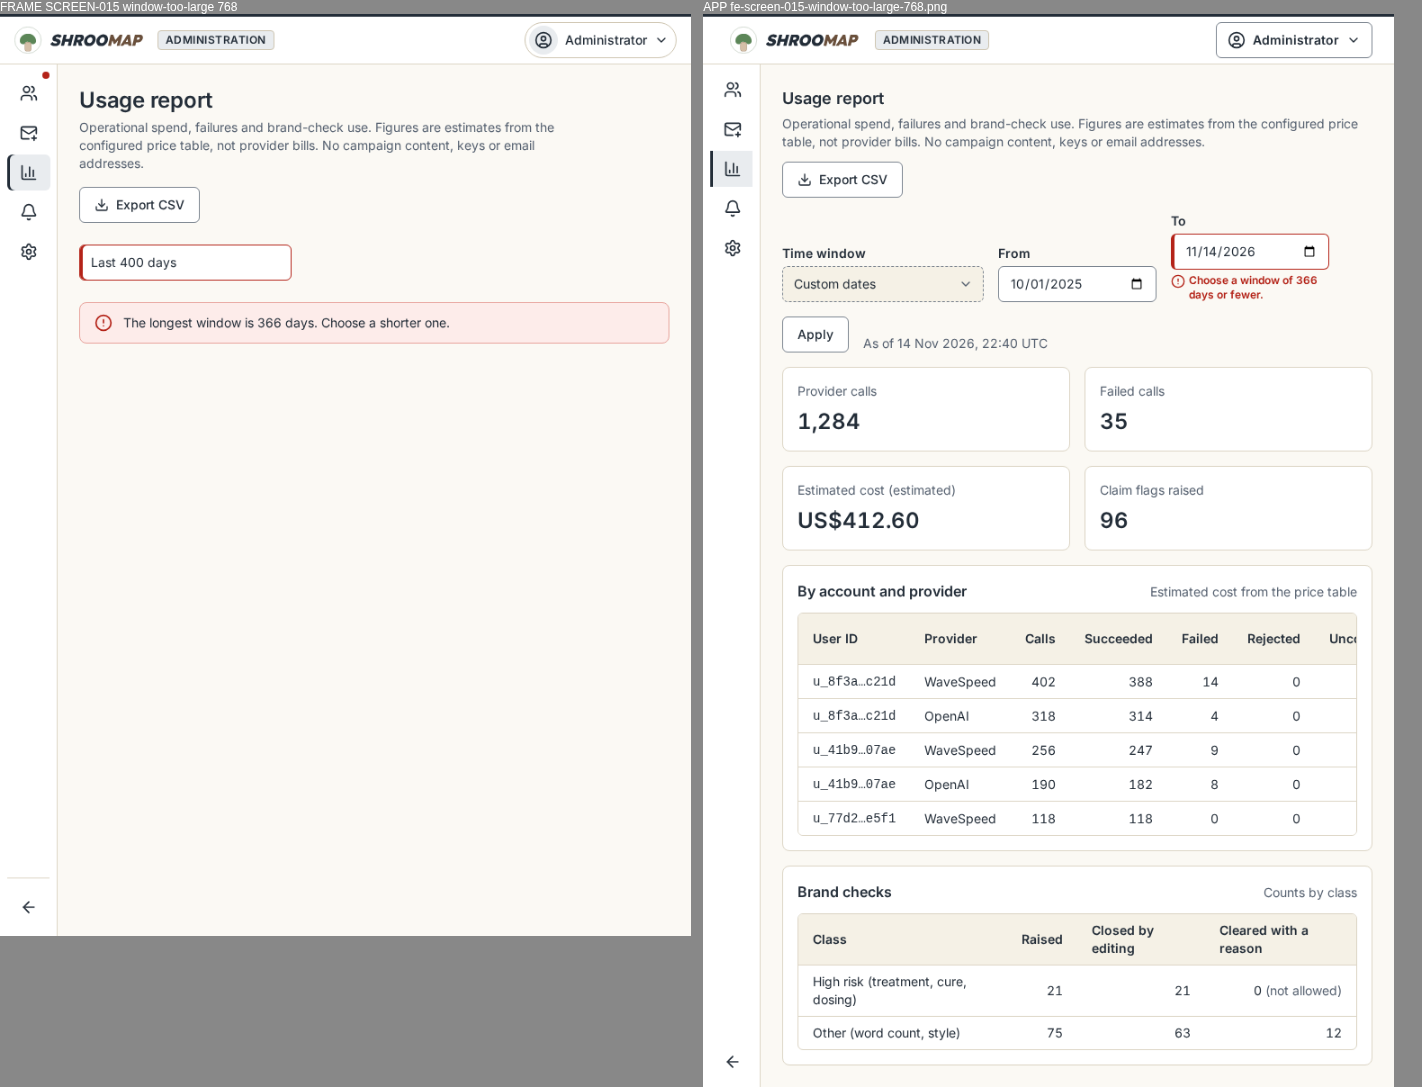 FRAME SCREEN-015 window-too-large 768
SHROOMAP
ADMINISTRATION
Administrator
Usage report
Operational spend, failures and brand-check use. Figures are estimates from the
configured price table, not provider bills. No campaign content, keys or email
addresses.
Export CSV
Last 400 days
The longest window is 366 days. Choose a shorter one.
APP fe-screen-015-window-too-large-768.png
SHROOMAP
ADMINISTRATION
Administrator
Usage report
Operational spend, failures and brand-check use. Figures are estimates from the configured price
table, not provider bills. No campaign content, keys or email addresses.
Export CSV
Time window
Custom dates
From
10/01/2025
To
11/14/2026
Choose a window of 366
days or fewer.
Apply
As of 14 Nov 2026, 22:40 UTC
Provider calls
1,284
Failed calls
35
Estimated cost (estimated)
US$412.60
Claim flags raised
96
By account and provider
Estimated cost from the price table
User ID Provider Calls Succeeded Failed Rejected Unco
u_8f3a…c21d WaveSpeed 402 388 14 0
u_8f3a…c21d OpenAI 318 314 4 0
u_41b9…07ae WaveSpeed 256 247 9 0
u_41b9…07ae OpenAI 190 182 8 0
u_77d2…e5f1 WaveSpeed 118 118 0 0
Brand checks
Counts by class
Class Raised Closed by editing Cleared with a reason
High risk (treatment, cure, dosing) 21 21 0 (not allowed)
Other (word count, style) 75 63 12